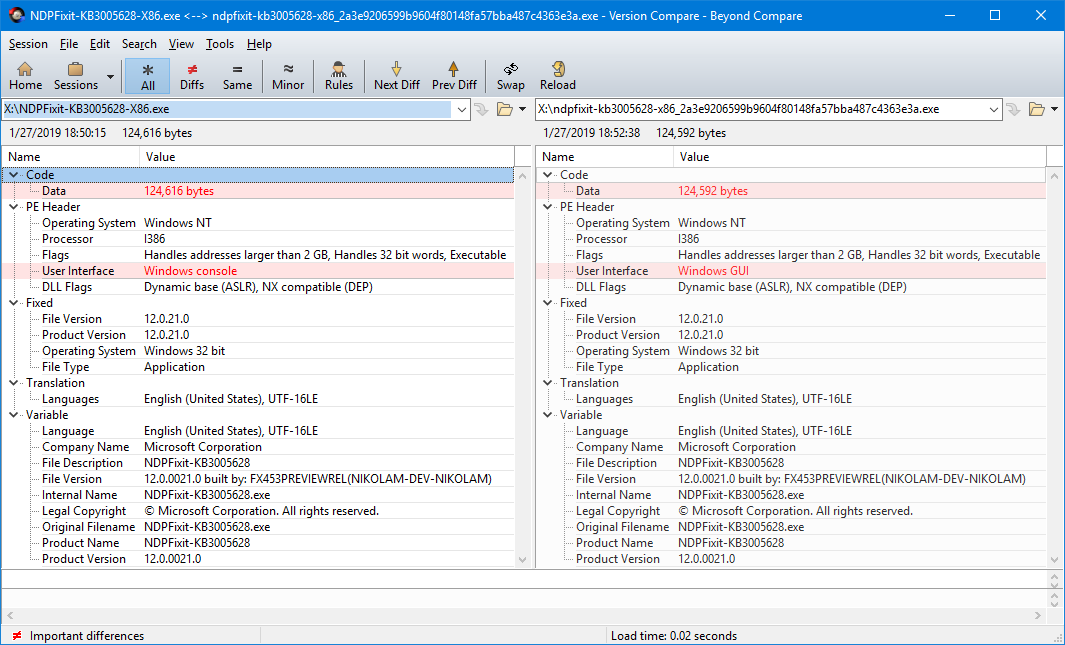 NDPFixit-KB3005628-X86.exe <--> ndpfixit-kb3005628-x86_2a3e9206599b9604f80148fa57bba487c4363e3a.exe - Version Compare - Beyond Compare
Session File Edit Search View Tools Help
Home Sessions All Diffs Same Minor Rules Next Diff Prev Diff Swap Reload
X:\NDPFixit-KB3005628-X86.exe X:\ndpfixit-kb3005628-x86_2a3e9206599b9604f80148fa57bba487c4363e3a.exe
1/27/2019 18:50:15 124,616 bytes 1/27/2019 18:52:38 124,592 bytes
Name Value Name Value
Code Code
Data 124,616 bytes Data 124,592 bytes
PE Header PE Header
Operating System Windows NT Operating System Windows NT
Processor I386 Processor I386
Flags Handles addresses larger than 2 GB, Handles 32 bit words, Executable Flags Handles addresses larger than 2 GB, Handles 32 bit words, Executable
User Interface Windows console User Interface Windows GUI
DLL Flags Dynamic base (ASLR), NX compatible (DEP) DLL Flags Dynamic base (ASLR), NX compatible (DEP)
Fixed Fixed
File Version 12.0.21.0 File Version 12.0.21.0
Product Version 12.0.21.0 Product Version 12.0.21.0
Operating System Windows 32 bit Operating System Windows 32 bit
File Type Application File Type Application
Translation Translation
Languages English (United States), UTF-16LE Languages English (United States), UTF-16LE
Variable Variable
Language English (United States), UTF-16LE Language English (United States), UTF-16LE
Company Name Microsoft Corporation Company Name Microsoft Corporation
File Description NDPFixit-KB3005628 File Description NDPFixit-KB3005628
File Version 12.0.0021.0 built by: FX453PREVIEWREL(NIKOLAM-DEV-NIKOLAM) File Version 12.0.0021.0 built by: FX453PREVIEWREL(NIKOLAM-DEV-NIKOLAM)
Internal Name NDPFixit-KB3005628.exe Internal Name NDPFixit-KB3005628.exe
Legal Copyright © Microsoft Corporation. All rights reserved. Legal Copyright © Microsoft Corporation. All rights reserved.
Original Filename NDPFixit-KB3005628.exe Original Filename NDPFixit-KB3005628.exe
Product Name NDPFixit-KB3005628 Product Name NDPFixit-KB3005628
Product Version 12.0.0021.0 Product Version 12.0.0021.0
Important differences Load time: 0.02 seconds